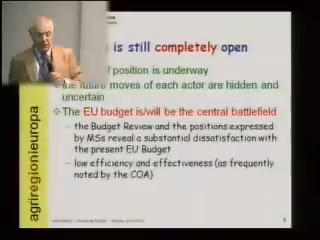 is still completely open
of position is underway
the future moves of each actor are hidden and
uncertain
The EU budget is/will be the central battlefield
– the Budget Review and the positions expressed
by MSs reveal a substantial dissatisfaction with
the present EU Budget
– low efficiency and effectiveness (as frequently
noted by the COA)
agriregionieuropa